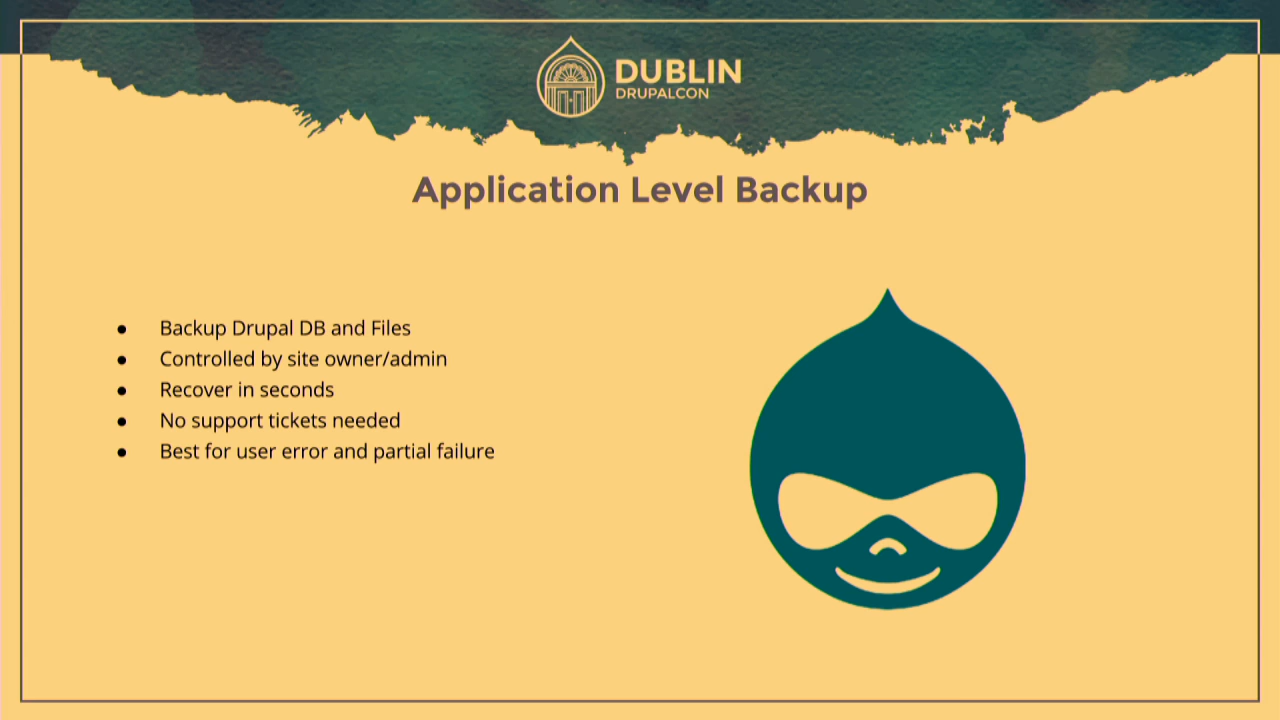 DUBLIN
DRUPALCON
Application Level Backup
● Backup Drupal DB and Files
● Controlled by site owner/admin
● Recover in seconds
● No support tickets needed
● Best for user error and partial failure